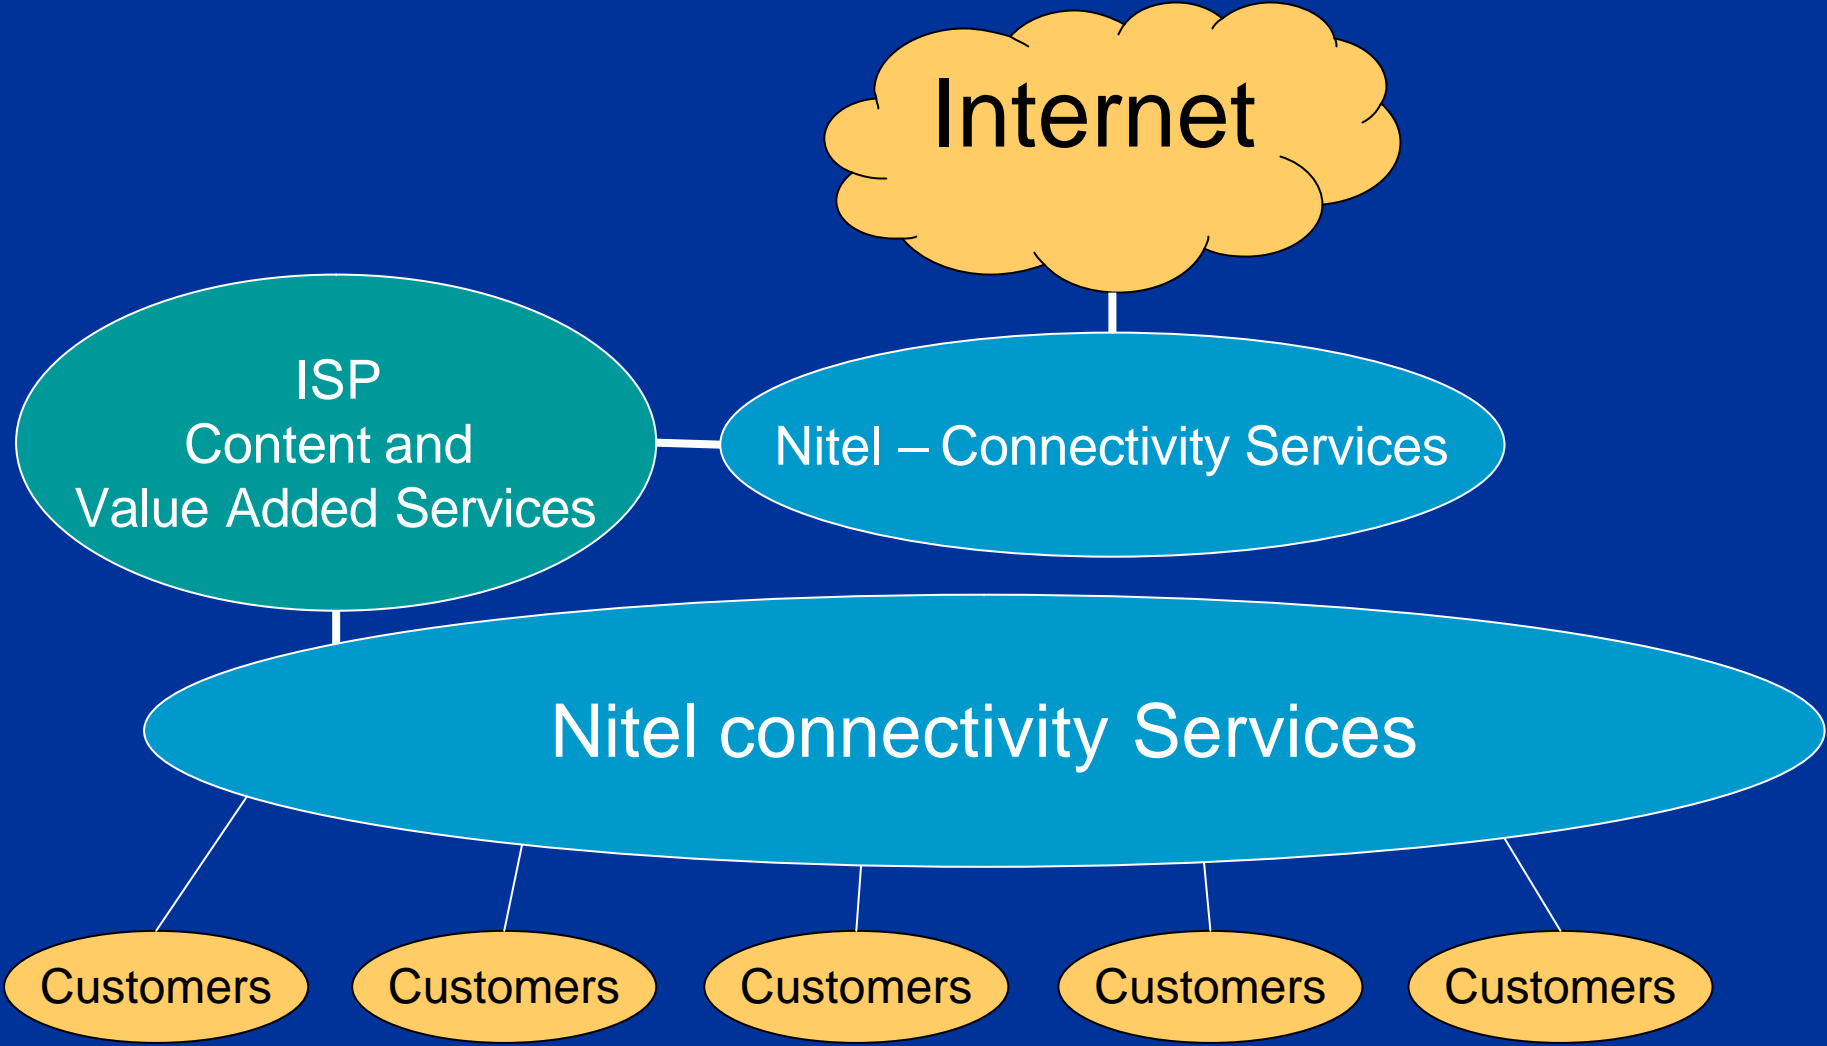 Internet
ISP
Content and
Value Added Services
Nitel – Connectivity Services
Nitel connectivity Services
Customers
Customers
Customers
Customers
Customers